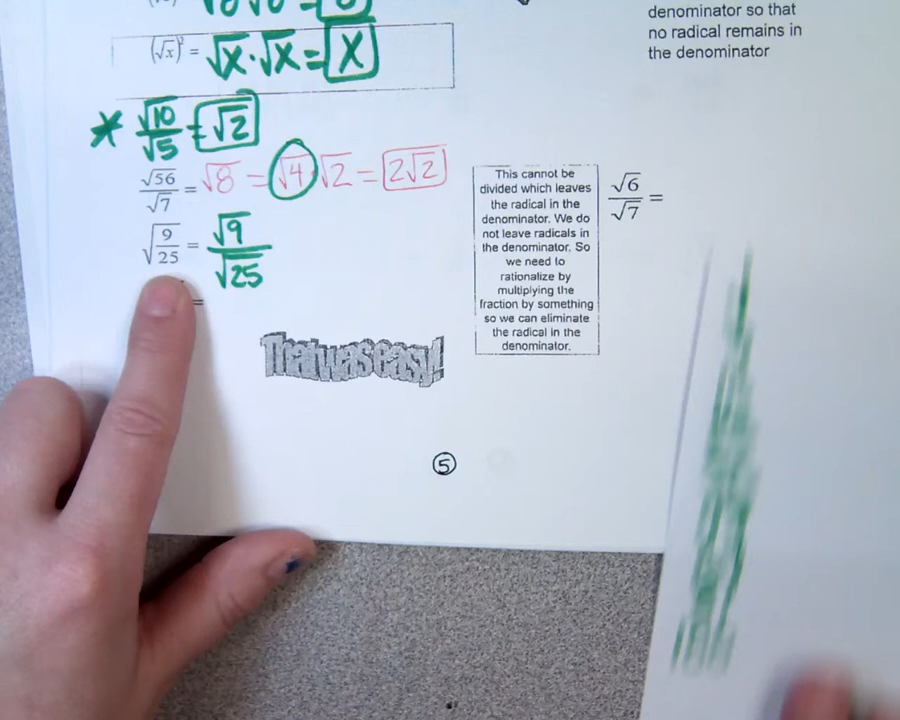 denominator so that
no radical remains in
the denominator
(√x)² = √x · √x = x
* √10/√5 = √2
√56/√7 = √8 = √4 √2 = 2√2
√(9/25) = √9/√25
=
This cannot be
divided which leaves
the radical in the
denominator. We do
not leave radicals in
the denominator. So
we need to
rationalize by
multiplying the
fraction by something
so we can eliminate
the radical in the
denominator.
√6/√7 =
That was easy!
5